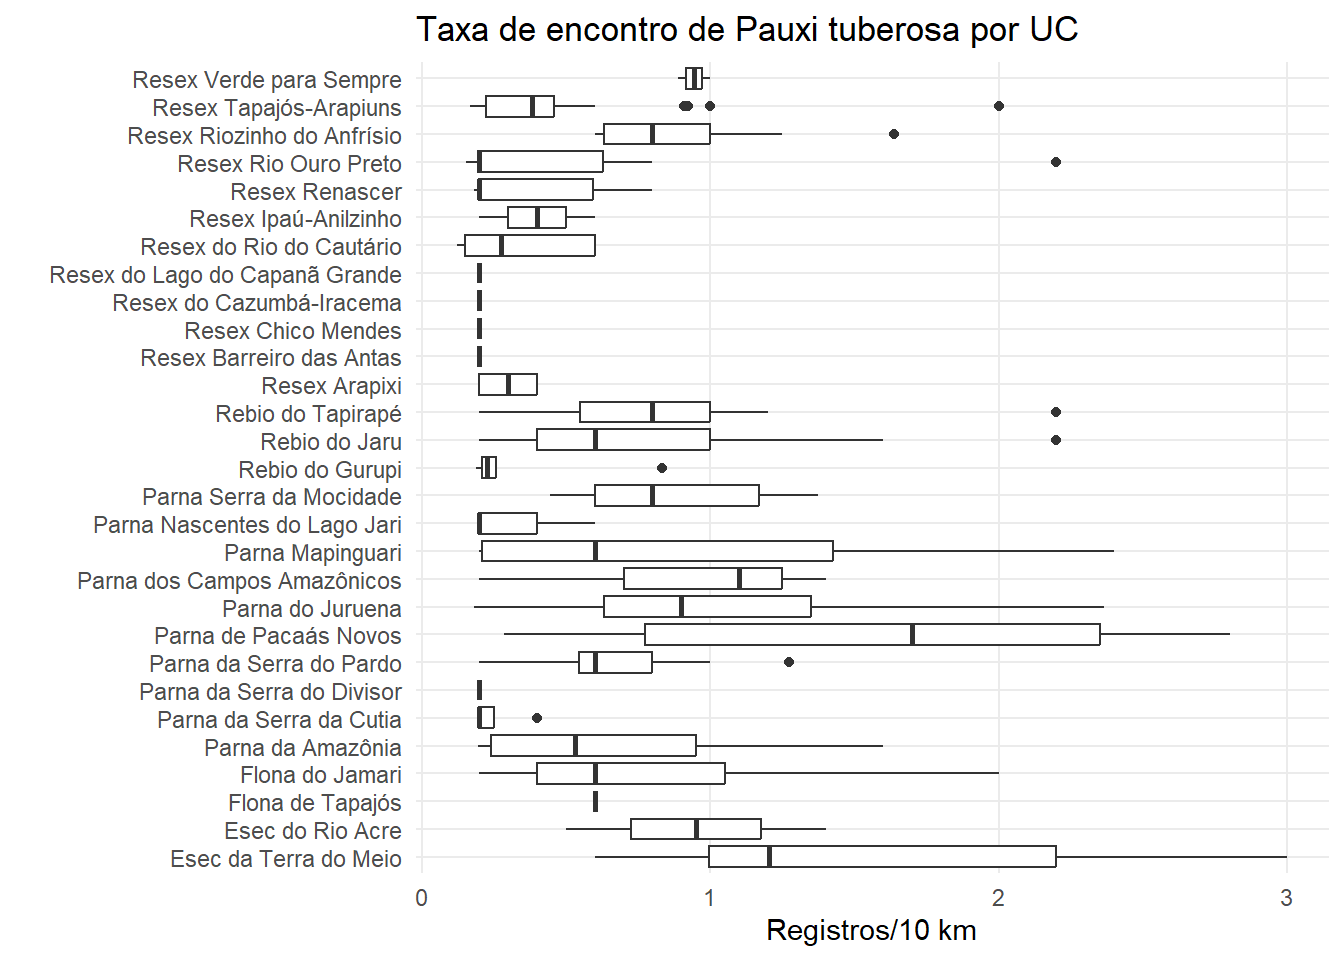 Taxa de encontro de Pauxi tuberosa por UC
Resex Verde para Sempre
Resex Tapajós-Arapiuns
Resex Riozinho do Anfrísio
Resex Rio Ouro Preto
Resex Renascer
Resex Ipaú-Anilzinho
Resex do Rio do Cautário
Resex do Lago do Capanã Grande
Resex do Cazumbá-Iracema
Resex Chico Mendes
Resex Barreiro das Antas
Resex Arapixi
Rebio do Tapirapé
Rebio do Jaru
Rebio do Gurupi
Parna Serra da Mocidade
Parna Nascentes do Lago Jari
Parna Mapinguari
Parna dos Campos Amazônicos
Parna do Juruena
Parna de Pacaás Novos
Parna da Serra do Pardo
Parna da Serra do Divisor
Parna da Serra da Cutia
Parna da Amazônia
Flona do Jamari
Flona de Tapajós
Esec do Rio Acre
Esec da Terra do Meio
0 1 2 3
Registros/10 km